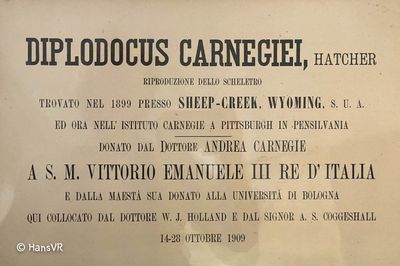 DIPLODOCUS CARNEGIEI, HATCHER
RIPRODUZIONE DELLO SCHELETRO
TROVATO NEL 1899 PRESSO SHEEP-CREEK, WYOMING, S. U. A.
ED ORA NELL'ISTITUTO CARNEGIE A PITTSBURGH IN PENSILVANIA
DONATO DAL DOTTORE ANDREA CARNEGIE
A S. M. VITTORIO EMANUELE III RE D'ITALIA
E DALLA MAESTÀ SUA DONATO ALLA UNIVERSITÀ DI BOLOGNA
QUI COLLOCATO DAL DOTTORE W. J. HOLLAND E DAL SIGNOR A. S. COGGESHALL
14-28 OTTOBRE 1909
© HansVR